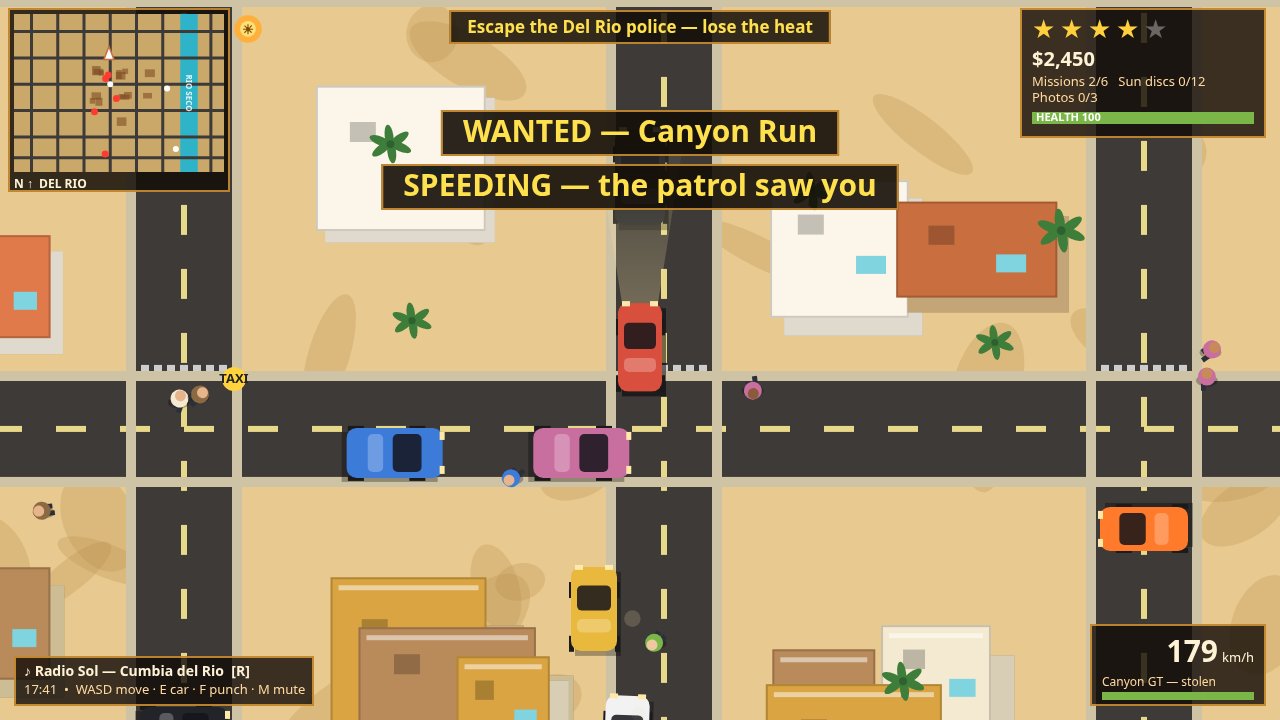 Escape the Del Rio police — lose the heat
WANTED — Canyon Run
SPEEDING — the patrol saw you
RIO SECO
N ↑ DEL RIO
★ ★ ★ ★ ★
$2,450
Missions 2/6 Sun discs 0/12
Photos 0/3
HEALTH 100
TAXI
♪ Radio Sol — Cumbia del Rio [R]
17:41 • WASD move · E car · F punch · M mute
179 km/h
Canyon GT — stolen